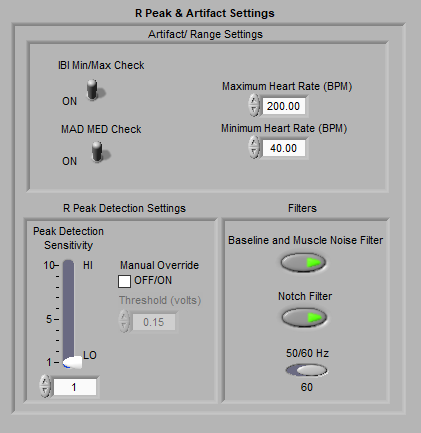 R Peak & Artifact Settings
Artifact/ Range Settings
IBI Min/Max Check
ON
Maximum Heart Rate (BPM)
200.00
MAD MED Check
ON
Minimum Heart Rate (BPM)
40.00
R Peak Detection Settings
Peak Detection
Sensitivity
10
HI
5
1
LO
1
Manual Override
OFF/ON
Threshold (volts)
0.15
Filters
Baseline and Muscle Noise Filter
Notch Filter
50/60 Hz
60